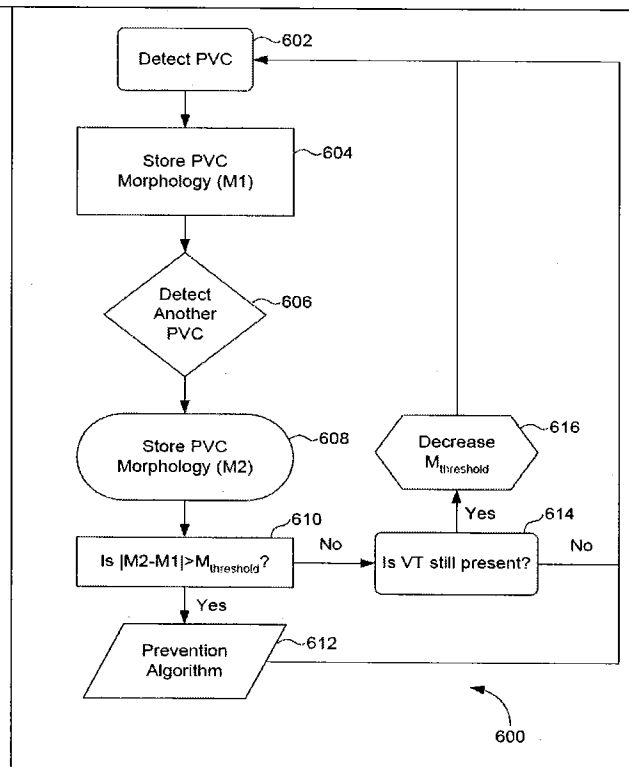 Detect PVC
602
Store PVC
Morphology (M1)
604
Detect
Another
PVC
606
Store PVC
Morphology (M2)
608
Decrease
Mthreshold
616
Is |M2-M1|>Mthreshold?
610
No
Yes
Is VT still present?
614
Yes
No
Prevention
Algorithm
612
600